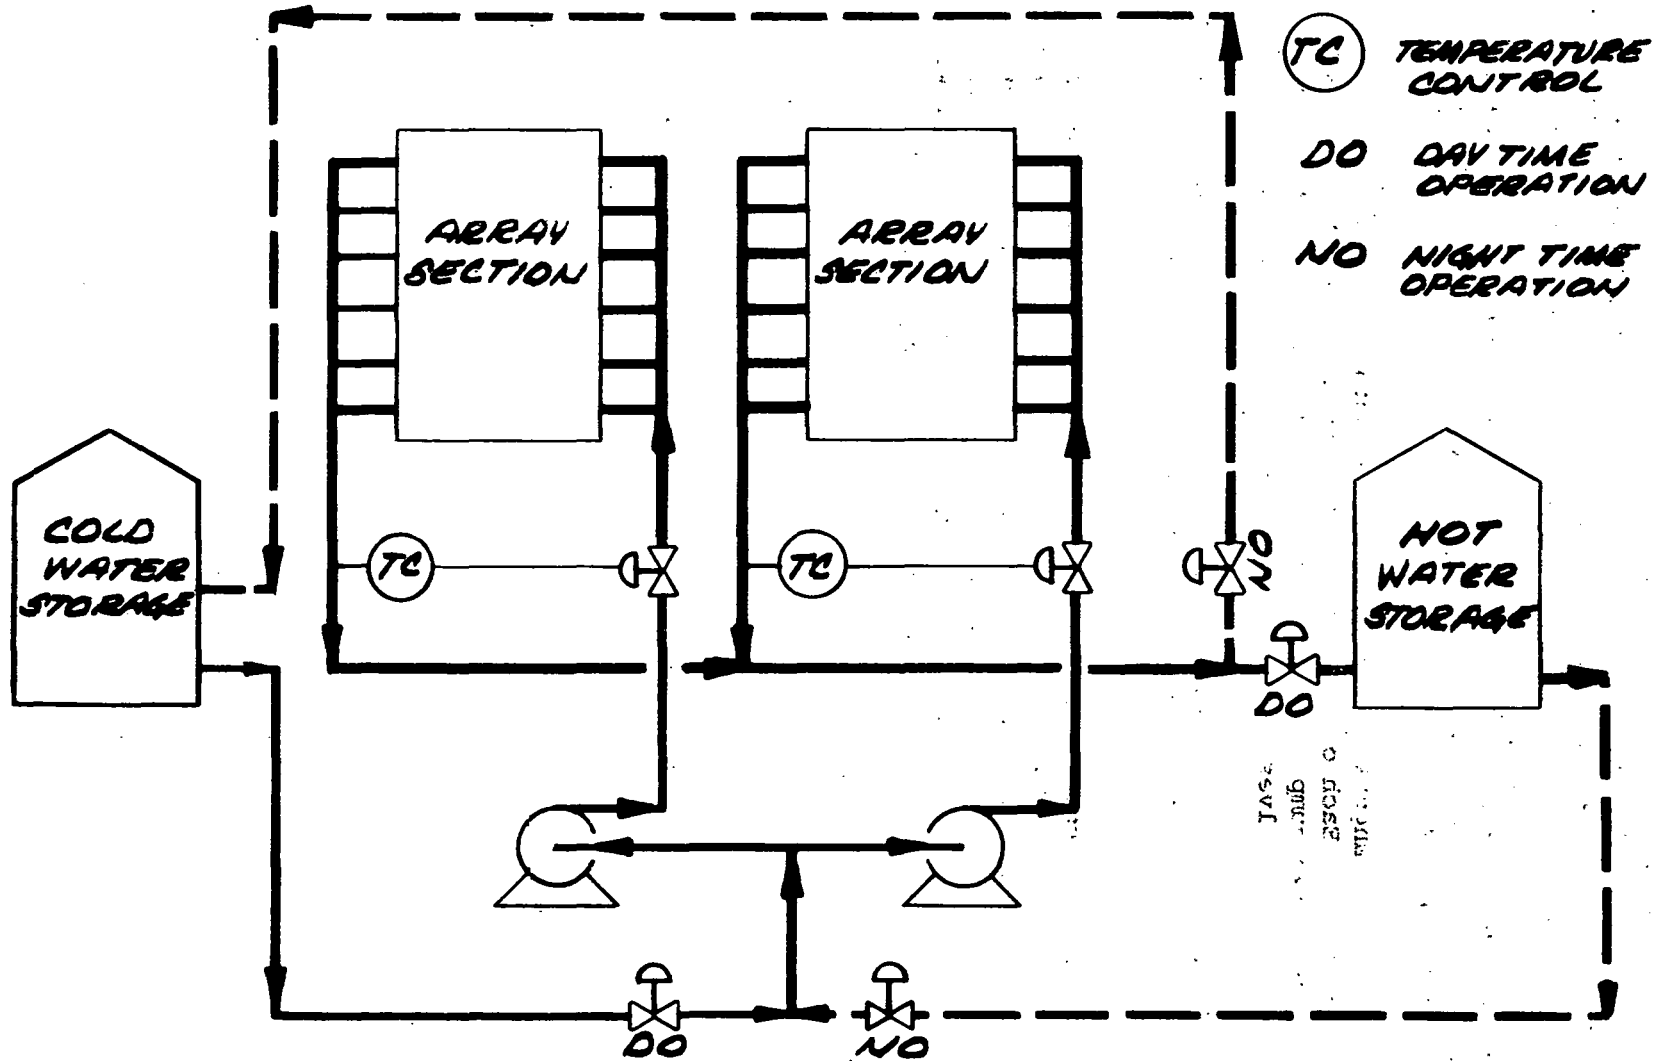 TC TEMPERATURE
CONTROL
DO DAY TIME
OPERATION
NO NIGHT TIME
OPERATION
ARRAY
SECTION
ARRAY
SECTION
COLD
WATER
STORAGE
TC
TC
NO
HOT
WATER
STORAGE
DO
DO
NO